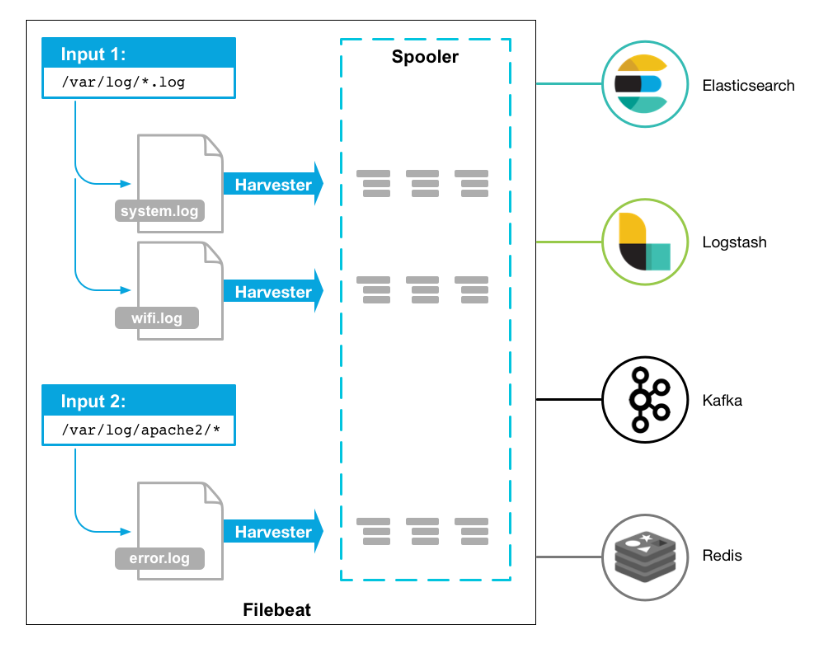 Input 1:
/var/log/*.log
system.log
Harvester
wifi.log
Harvester
Input 2:
/var/log/apache2/*
error.log
Harvester
Spooler
Filebeat
Elasticsearch
Logstash
Kafka
Redis